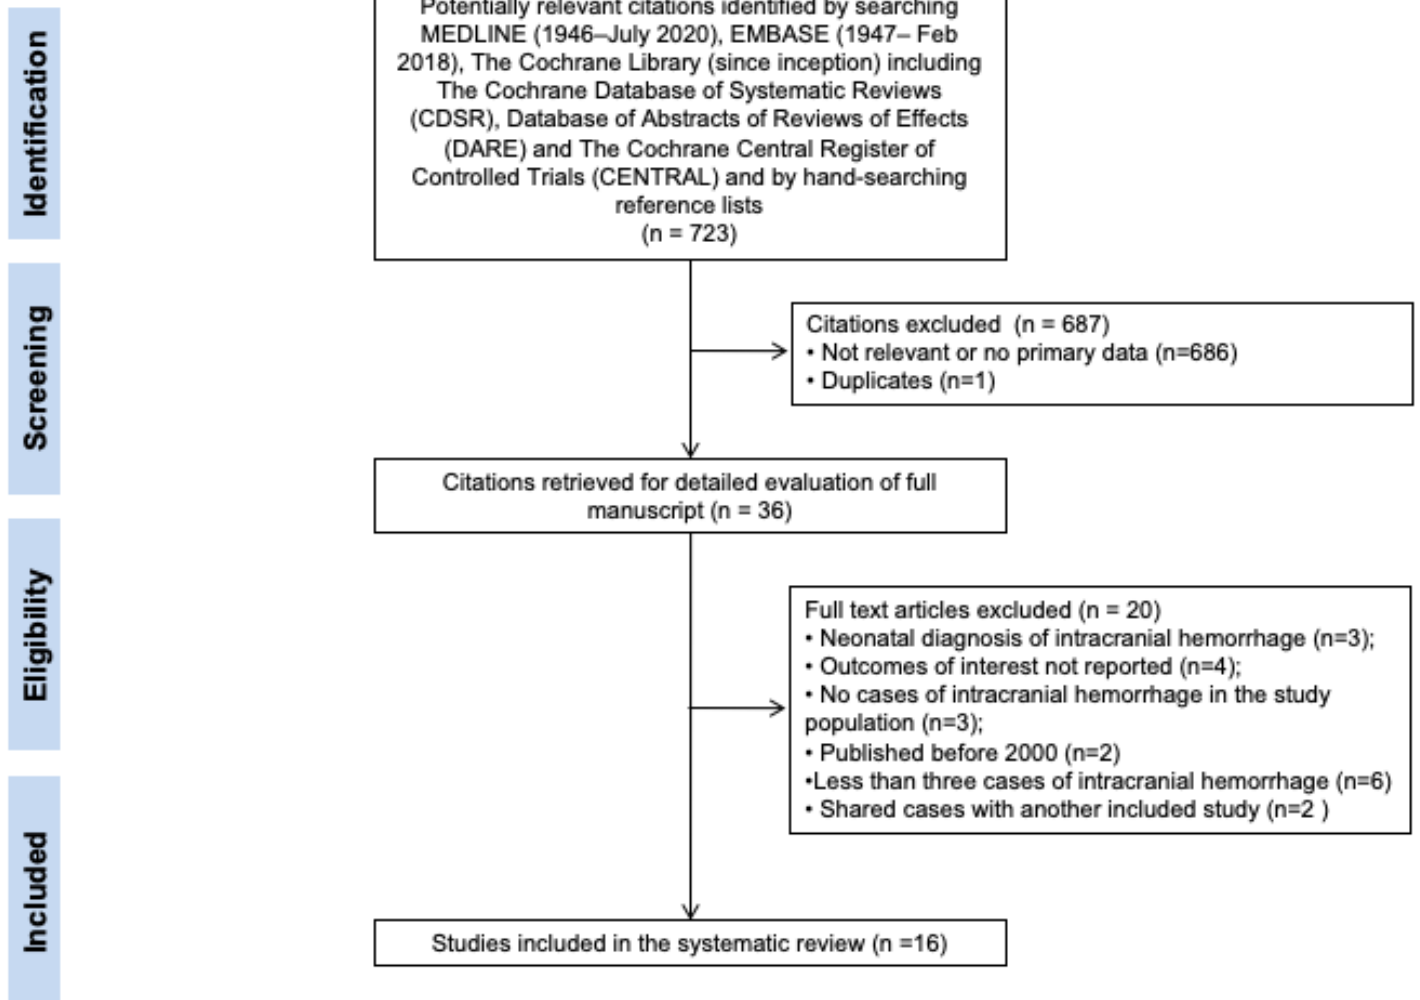 Identification
Potentially relevant citations identified by searching
MEDLINE (1946–July 2020), EMBASE (1947– Feb
2018), The Cochrane Library (since inception) including
The Cochrane Database of Systematic Reviews
(CDSR), Database of Abstracts of Reviews of Effects
(DARE) and The Cochrane Central Register of
Controlled Trials (CENTRAL) and by hand-searching
reference lists
(n = 723)
Screening
Citations excluded  (n = 687)
• Not relevant or no primary data (n=686)
• Duplicates (n=1)
Citations retrieved for detailed evaluation of full
manuscript (n = 36)
Eligibility
Full text articles excluded (n = 20)
• Neonatal diagnosis of intracranial hemorrhage (n=3);
• Outcomes of interest not reported (n=4);
• No cases of intracranial hemorrhage in the study
population (n=3);
• Published before 2000 (n=2)
•Less than three cases of intracranial hemorrhage (n=6)
• Shared cases with another included study (n=2 )
Included
Studies included in the systematic review (n =16)